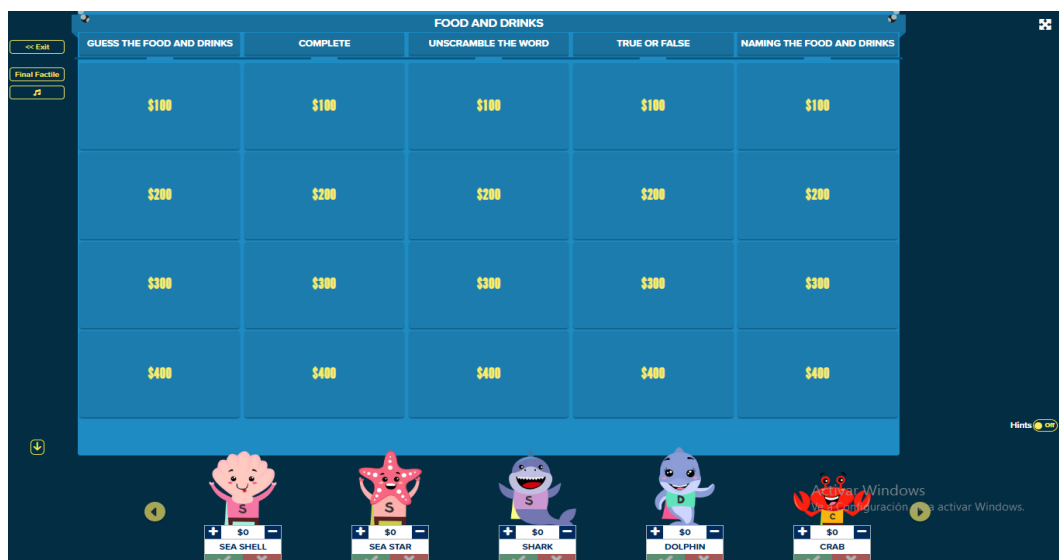 FOOD AND DRINKS
<< Exit
GUESS THE FOOD AND DRINKS
COMPLETE
UNSCRAMBLE THE WORD
TRUE OR FALSE
NAMING THE FOOD AND DRINKS
Final Factile
$100 $100 $100 $100 $100
$200 $200 $200 $200 $200
$300 $300 $300 $300 $300
$400 $400 $400 $400 $400
Hints Off
S S S D C
Activar Windows
configuración a activar Windows.
$0 $0 $0 $0 $0
SEA SHELL SEA STAR SHARK DOLPHIN CRAB